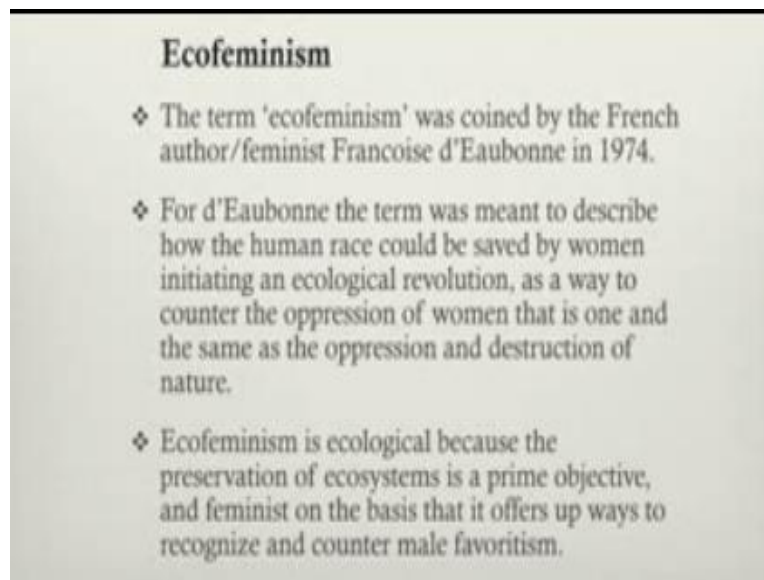 Ecofeminism
❖ The term 'ecofeminism' was coined by the French
author/feminist Francoise d'Eaubonne in 1974.
❖ For d'Eaubonne the term was meant to describe
how the human race could be saved by women
initiating an ecological revolution, as a way to
counter the oppression of women that is one and
the same as the oppression and destruction of
nature.
❖ Ecofeminism is ecological because the
preservation of ecosystems is a prime objective,
and feminist on the basis that it offers up ways to
recognize and counter male favoritism.